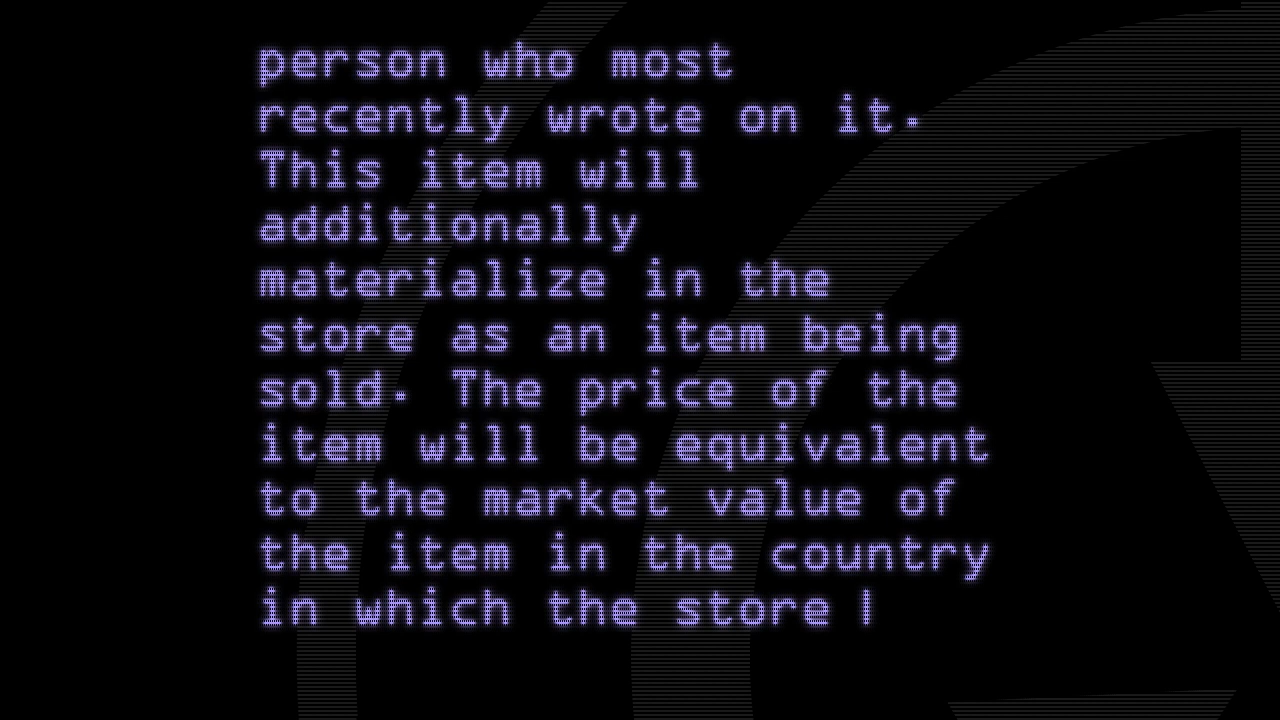 person who most
recently wrote on it.
This item will
additionally
materialize in the
store as an item being
sold. The price of the
item will be equivalent
to the market value of
the item in the country
in which the store